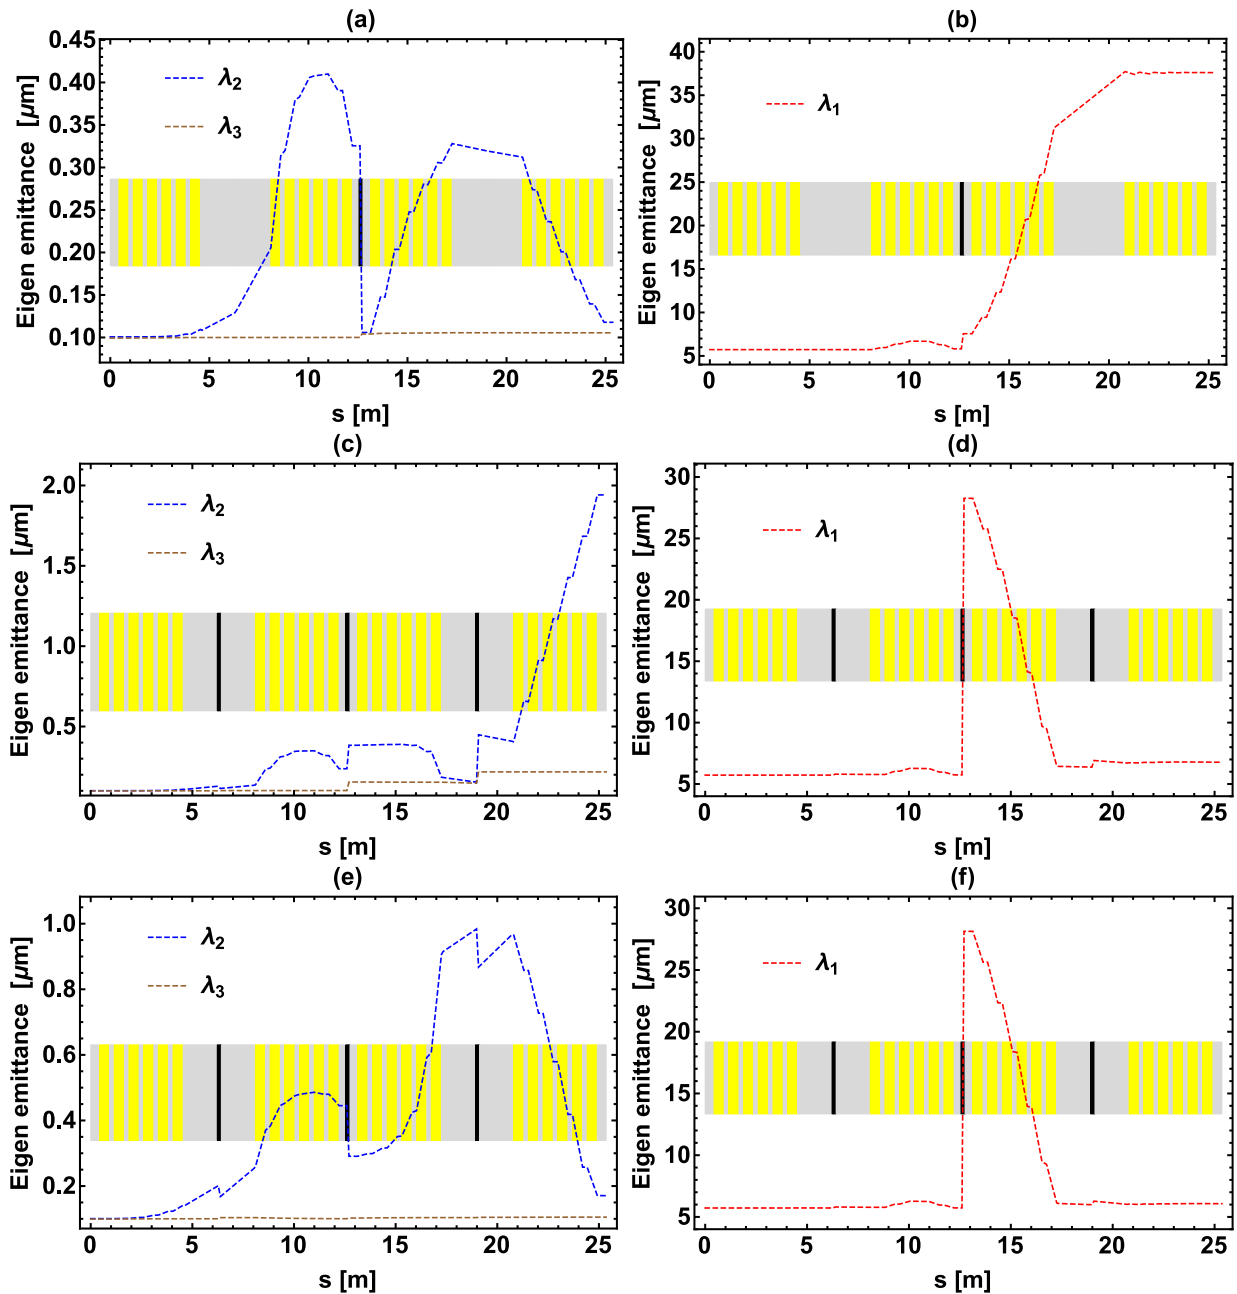 (a)
Eigen emittance [μm]
0.45
0.40
0.35
0.30
0.25
0.20
0.15
0.10
λ2
λ3
0 5 10 15 20 25
s [m]
(b)
Eigen emittance [μm]
40
35
30
25
20
15
10
5
λ1
0 5 10 15 20 25
s [m]
(c)
Eigen emittance [μm]
2.0
1.5
1.0
0.5
λ2
λ3
0 5 10 15 20 25
s [m]
(d)
Eigen emittance [μm]
30
25
20
15
10
5
λ1
0 5 10 15 20 25
s [m]
(e)
Eigen emittance [μm]
1.0
0.8
0.6
0.4
0.2
λ2
λ3
0 5 10 15 20 25
s [m]
(f)
Eigen emittance [μm]
30
25
20
15
10
5
λ1
0 5 10 15 20 25
s [m]